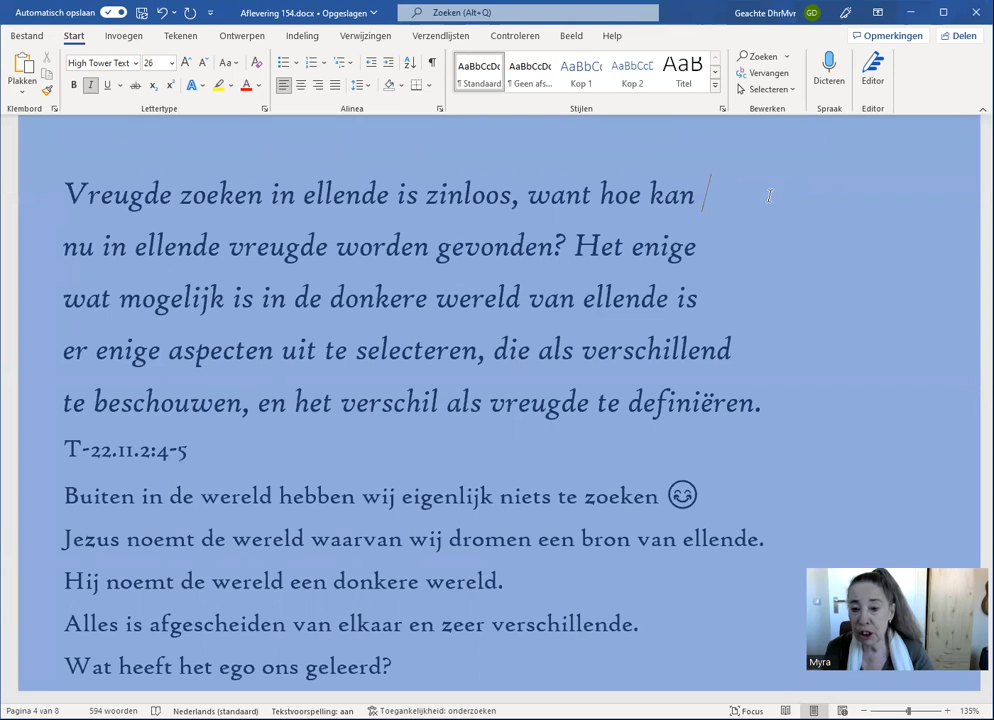 Automatisch opslaan
Aflevering 154.docx • Opgeslagen
Zoeken (Alt+Q)
Geachte DhrMvr
GD
Bestand Start Invoegen Tekenen Ontwerpen Indeling Verwijzingen Verzendlijsten Controleren Beeld Help Opmerkingen Delen
High Tower Text 26
Plakken
Klembord Lettertype Alinea Stijlen Bewerken Spraak Editor
AaBbCcDc AaBbCcDc AaBbCc AaBbCcD AaB
Standaard Geen afs... Kop 1 Kop 2 Titel
Zoeken
Vervangen
Selecteren
Dicteren
Editor
Vreugde zoeken in ellende is zinloos, want hoe kan
nu in ellende vreugde worden gevonden? Het enige
wat mogelijk is in de donkere wereld van ellende is
er enige aspecten uit te selecteren, die als verschillend
te beschouwen, en het verschil als vreugde te definiëren.
T-22.11.2:4-5
Buiten in de wereld hebben wij eigenlijk niets te zoeken 😊
Jezus noemt de wereld waarvan wij dromen een bron van ellende.
Hij noemt de wereld een donkere wereld.
Alles is afgescheiden van elkaar en zeer verschillende.
Wat heeft het ego ons geleerd?
Myra
Pagina 4 van 8 594 woorden Nederlands (standaard) Tekstvoorspelling: aan Toegankelijkheid: onderzoeken Focus 135%